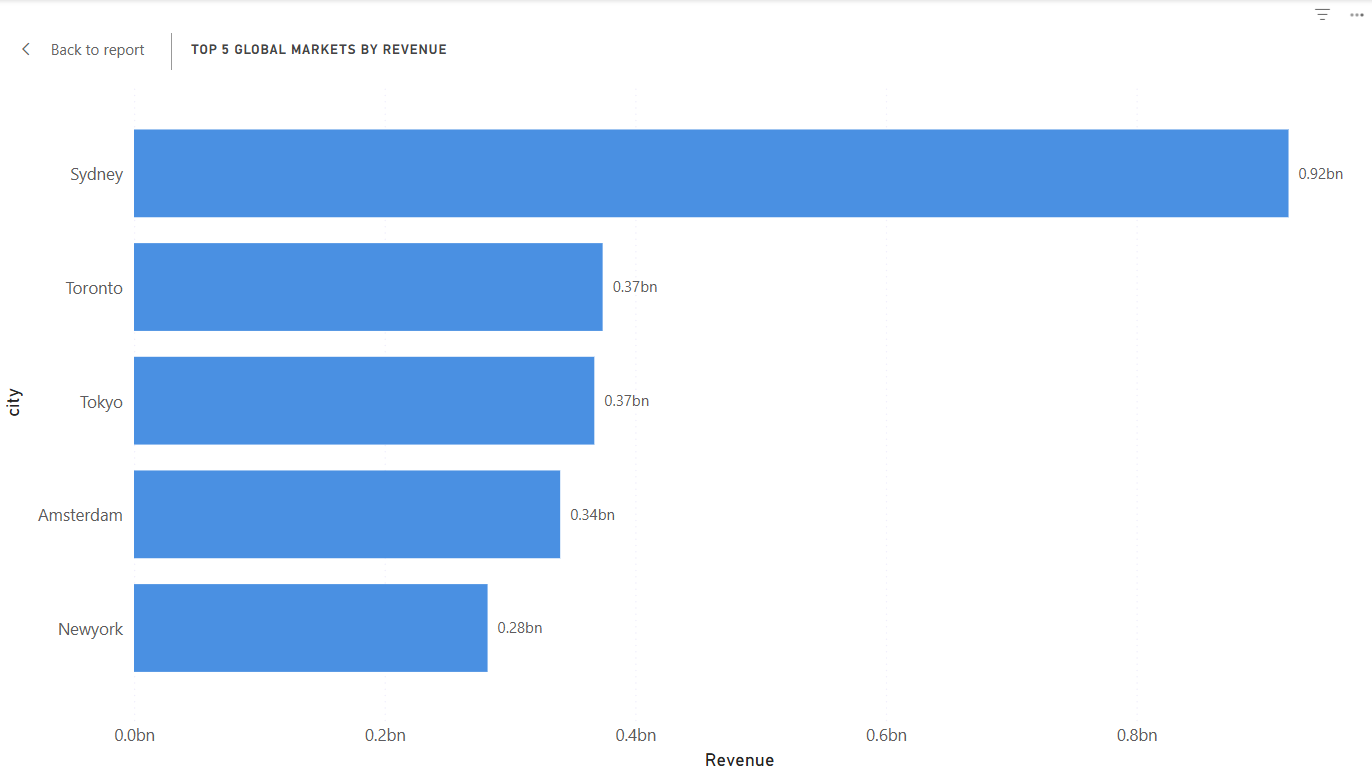 Back to report
TOP 5 GLOBAL MARKETS BY REVENUE
city
Sydney 0.92bn
Toronto 0.37bn
Tokyo 0.37bn
Amsterdam 0.34bn
Newyork 0.28bn
0.0bn 0.2bn 0.4bn 0.6bn 0.8bn
Revenue